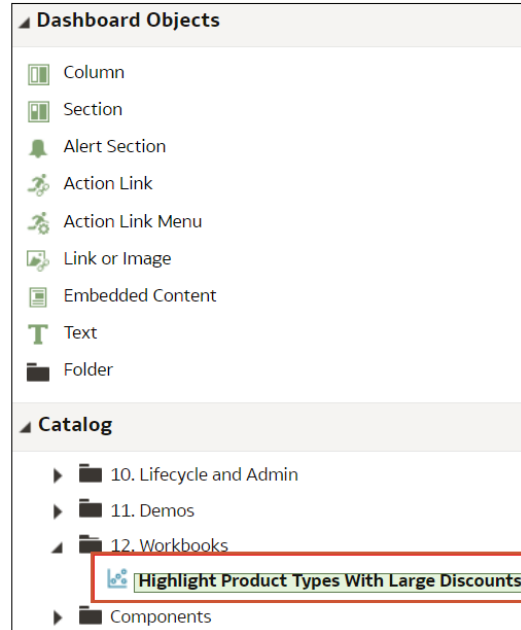 Dashboard Objects
Column
Section
Alert Section
Action Link
Action Link Menu
Link or Image
Embedded Content
Text
Folder
Catalog
10. Lifecycle and Admin
11. Demos
12. Workbooks
Highlight Product Types With Large Discounts
Components